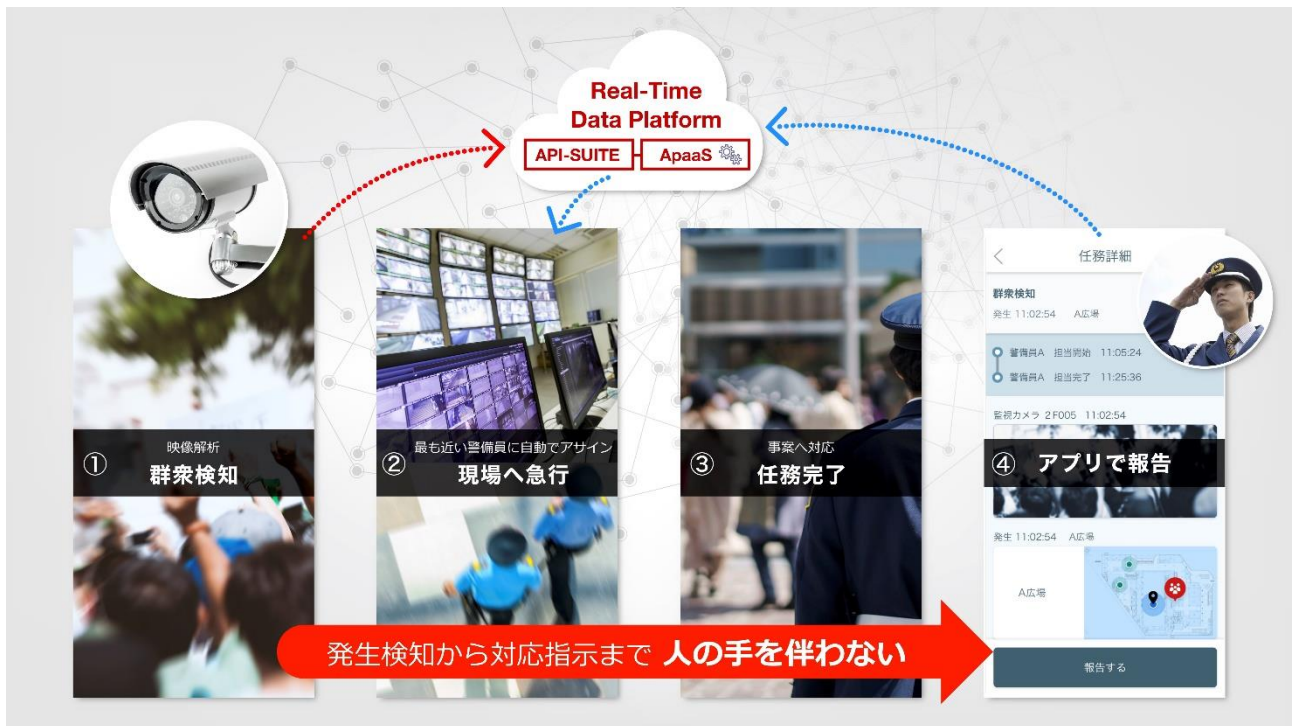 Real-Time
Data Platform
API-SUITE
ApaaS
①
映像解析
群衆検知
②
最も近い警備員に自動でアサイン
現場へ急行
③
事案へ対応
任務完了
任務詳細
群衆検知
発生 11:02:54 A広場
警備員A 担当開始 11:05:24
警備員A 担当完了 11:25:36
監視カメラ 2F005 11:02:54
④ アプリで報告
発生 11:02:54 A広場
A広場
報告する
発生検知から対応指示まで 人の手を伴わない